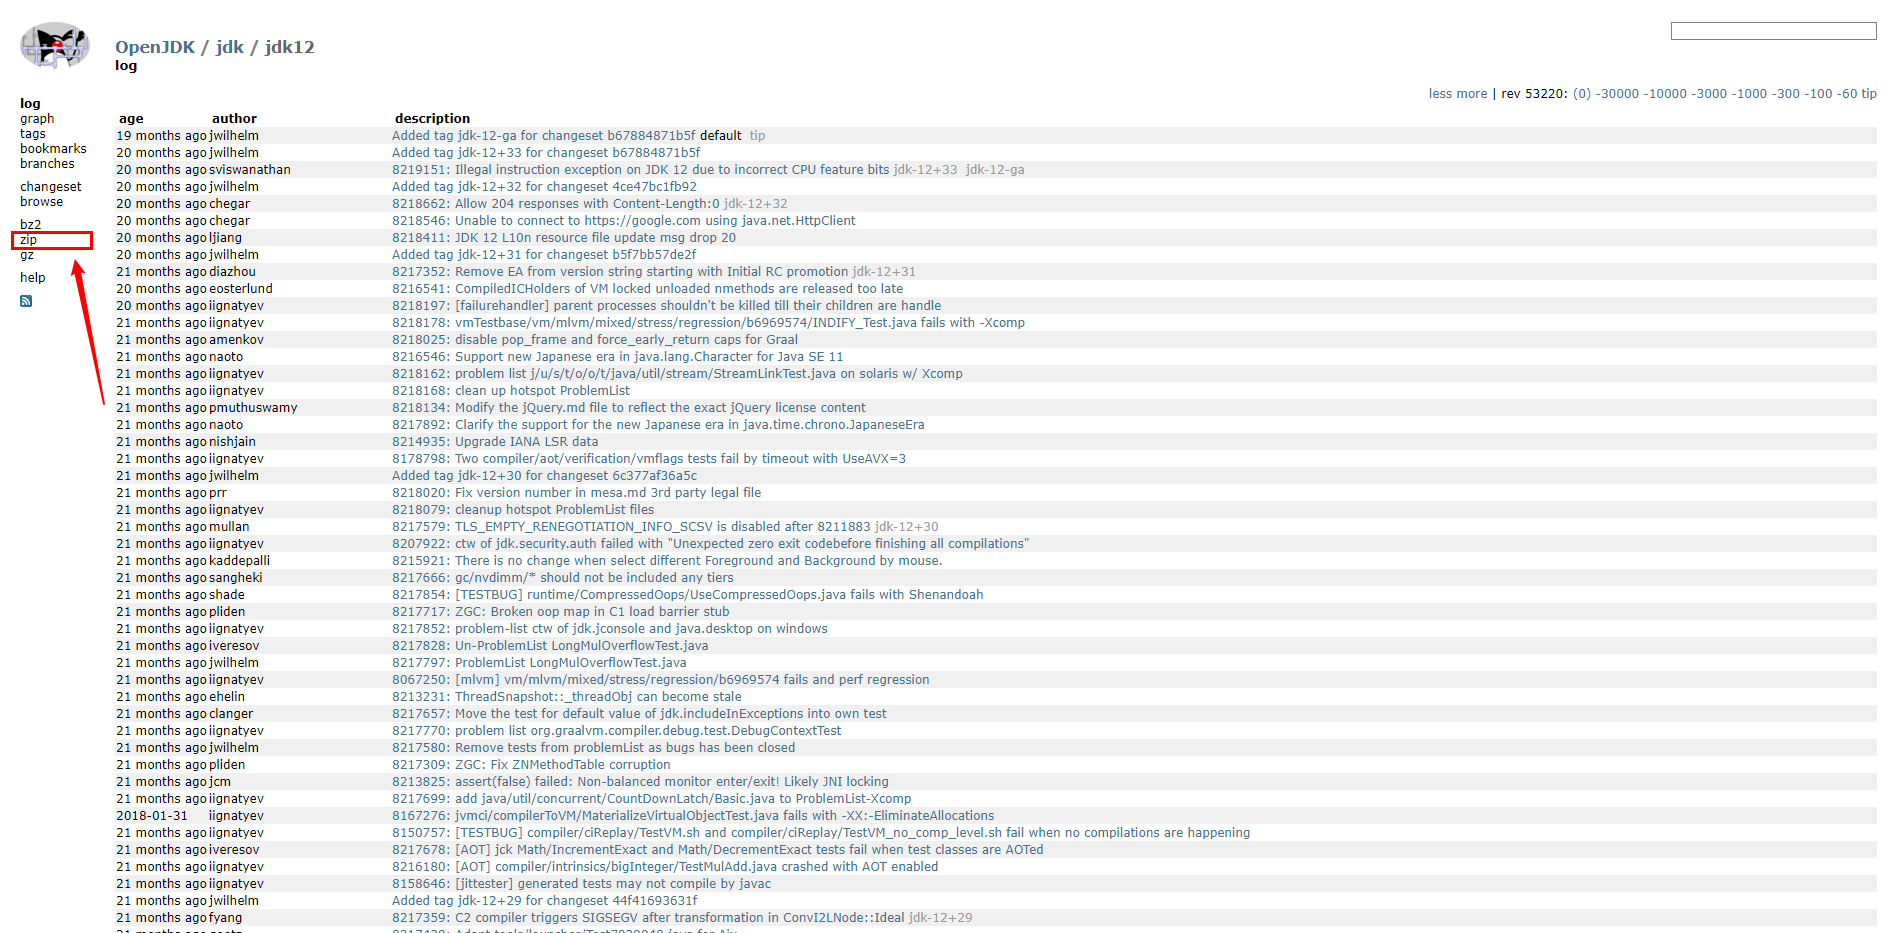 OpenJDK / jdk / jdk12
log
less more | rev 53220: (0) -30000 -10000 -3000 -1000 -300 -100 -60 tip
log
graph
tags
bookmarks
branches
changeset
browse
bz2
zip
gz
help
age author description
19 months ago jwilhelm Added tag jdk-12-ga for changeset b67884871b5f default tip
20 months ago jwilhelm Added tag jdk-12+33 for changeset b67884871b5f
20 months ago sviswanathan 8219151: Illegal instruction exception on JDK 12 due to incorrect CPU feature bits jdk-12+33 jdk-12-ga
20 months ago jwilhelm Added tag jdk-12+32 for changeset 4ce47bc1fb92
20 months ago chegar 8218662: Allow 204 responses with Content-Length:0 jdk-12+32
20 months ago chegar 8218546: Unable to connect to https://google.com using java.net.HttpClient
20 months ago ljiang 8218411: JDK 12 L10n resource file update msg drop 20
20 months ago jwilhelm Added tag jdk-12+31 for changeset b5f7bb57de2f
21 months ago diazhou 8217352: Remove EA from version string starting with Initial RC promotion jdk-12+31
20 months ago eosterlund 8216541: CompiledICHolders of VM locked unloaded nmethods are released too late
20 months ago iignatyev 8218197: [failurehandler] parent processes shouldn't be killed till their children are handle
21 months ago iignatyev 8218178: vmTestbase/vm/mlvm/mixed/stress/regression/b6969574/INDIFY_Test.java fails with -Xcomp
21 months ago amenkov 8218025: disable pop_frame and force_early_return caps for Graal
21 months ago naoto 8216546: Support new Japanese era in java.lang.Character for Java SE 11
21 months ago iignatyev 8218162: problem list j/u/s/t/o/o/t/java/util/stream/StreamLinkTest.java on solaris w/ Xcomp
21 months ago iignatyev 8218168: clean up hotspot ProblemList
21 months ago pmuthuswamy 8218134: Modify the jQuery.md file to reflect the exact jQuery license content
21 months ago naoto 8217892: Clarify the support for the new Japanese era in java.time.chrono.JapaneseEra
21 months ago nishjain 8214935: Upgrade IANA LSR data
21 months ago iignatyev 8178798: Two compiler/aot/verification/vmflags tests fail by timeout with UseAVX=3
21 months ago jwilhelm Added tag jdk-12+30 for changeset 6c377af36a5c
21 months ago prr 8218020: Fix version number in mesa.md 3rd party legal file
21 months ago iignatyev 8218079: cleanup hotspot ProblemList files
21 months ago mullan 8217579: TLS_EMPTY_RENEGOTIATION_INFO_SCSV is disabled after 8211883 jdk-12+30
21 months ago iignatyev 8207922: ctw of jdk.security.auth failed with "Unexpected zero exit codebefore finishing all compilations"
21 months ago kaddepalli 8215921: There is no change when select different Foreground and Background by mouse.
21 months ago sangheki 8217666: gc/nvdimm/* should not be included any tiers
21 months ago shade 8217854: [TESTBUG] runtime/CompressedOops/UseCompressedOops.java fails with Shenandoah
21 months ago pliden 8217717: ZGC: Broken oop map in C1 load barrier stub
21 months ago iignatyev 8217852: problem-list ctw of jdk.jconsole and java.desktop on windows
21 months ago iveresov 8217828: Un-ProblemList LongMulOverflowTest.java
21 months ago jwilhelm 8217797: ProblemList LongMulOverflowTest.java
21 months ago iignatyev 8067250: [mlvm] vm/mlvm/mixed/stress/regression/b6969574 fails and perf regression
21 months ago ehelin 8213231: ThreadSnapshot::_threadObj can become stale
21 months ago clanger 8217657: Move the test for default value of jdk.includeInExceptions into own test
21 months ago iignatyev 8217770: problem list org.graalvm.compiler.debug.test.DebugContextTest
21 months ago jwilhelm 8217580: Remove tests from problemList as bugs has been closed
21 months ago pliden 8217309: ZGC: Fix ZNMethodTable corruption
21 months ago jcm 8213825: assert(false) failed: Non-balanced monitor enter/exit! Likely JNI locking
21 months ago iignatyev 8217699: add java/util/concurrent/CountDownLatch/Basic.java to ProblemList-Xcomp
2018-01-31 iignatyev 8167276: jvmci/compilerToVM/MaterializeVirtualObjectTest.java fails with -XX:-EliminateAllocations
21 months ago iignatyev 8150757: [TESTBUG] compiler/ciReplay/TestVM.sh and compiler/ciReplay/TestVM_no_comp_level.sh fail when no compilations are happening
21 months ago iveresov 8217678: [AOT] jck Math/IncrementExact and Math/DecrementExact tests fail when test classes are AOTed
21 months ago iignatyev 8216180: [AOT] compiler/intrinsics/bigInteger/TestMulAdd.java crashed with AOT enabled
21 months ago iignatyev 8158646: [jittester] generated tests may not compile by javac
21 months ago jwilhelm Added tag jdk-12+29 for changeset 44f41693631f
21 months ago fyang 8217359: C2 compiler triggers SIGSEGV after transformation in ConvI2LNode::Ideal jdk-12+29